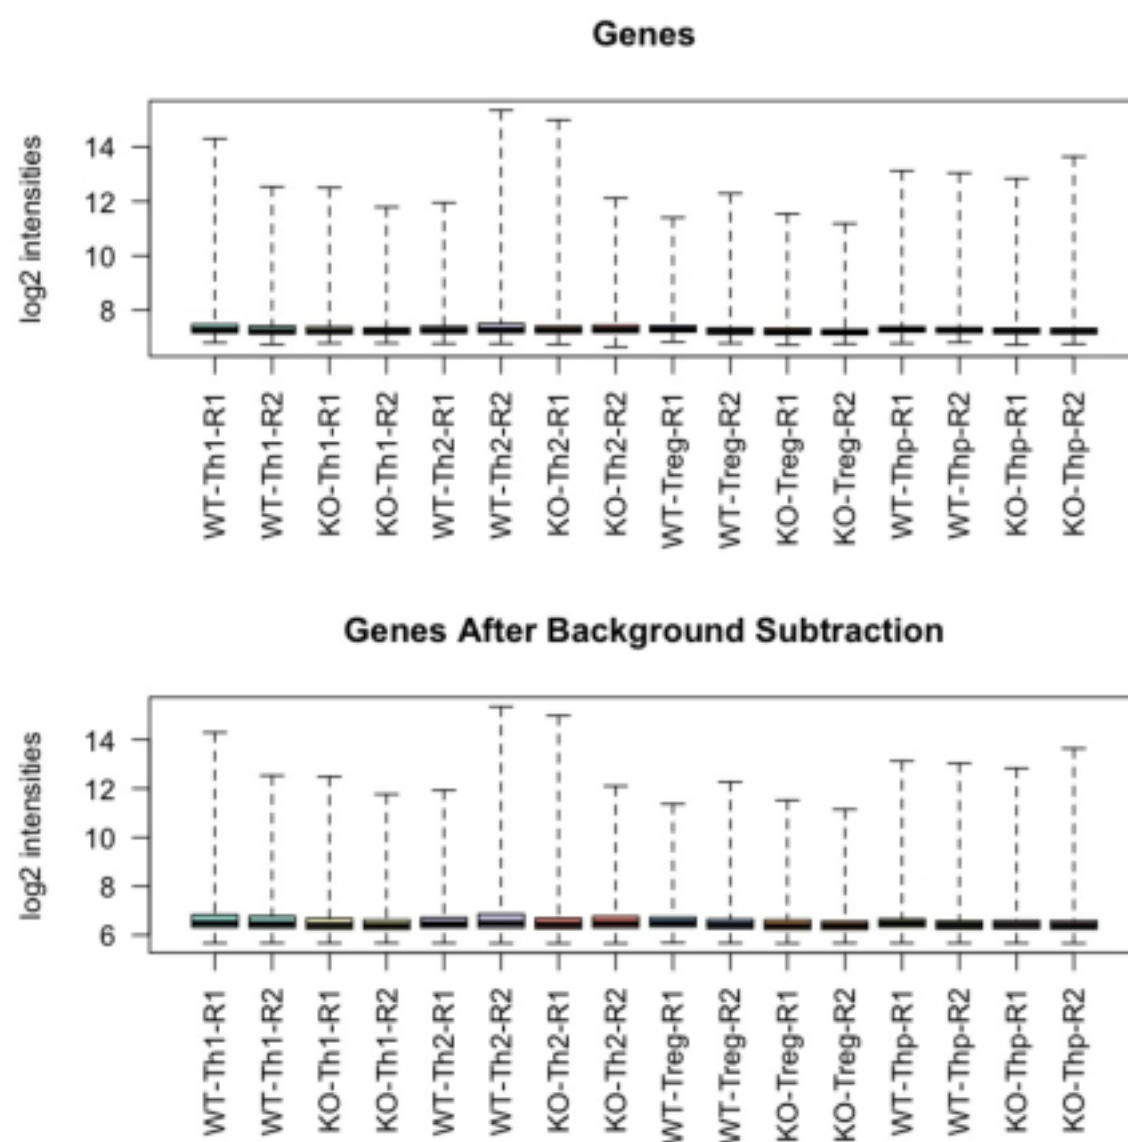 Genes
log2 intensities
14
12
10
8
WT-Th1-R1
WT-Th1-R2
KO-Th1-R1
KO-Th1-R2
WT-Th2-R1
WT-Th2-R2
KO-Th2-R1
KO-Th2-R2
WT-Treg-R1
WT-Treg-R2
KO-Treg-R1
KO-Treg-R2
WT-Thp-R1
WT-Thp-R2
KO-Thp-R1
KO-Thp-R2
Genes After Background Subtraction
log2 intensities
14
12
10
8
6
WT-Th1-R1
WT-Th1-R2
KO-Th1-R1
KO-Th1-R2
WT-Th2-R1
WT-Th2-R2
KO-Th2-R1
KO-Th2-R2
WT-Treg-R1
WT-Treg-R2
KO-Treg-R1
KO-Treg-R2
WT-Thp-R1
WT-Thp-R2
KO-Thp-R1
KO-Thp-R2